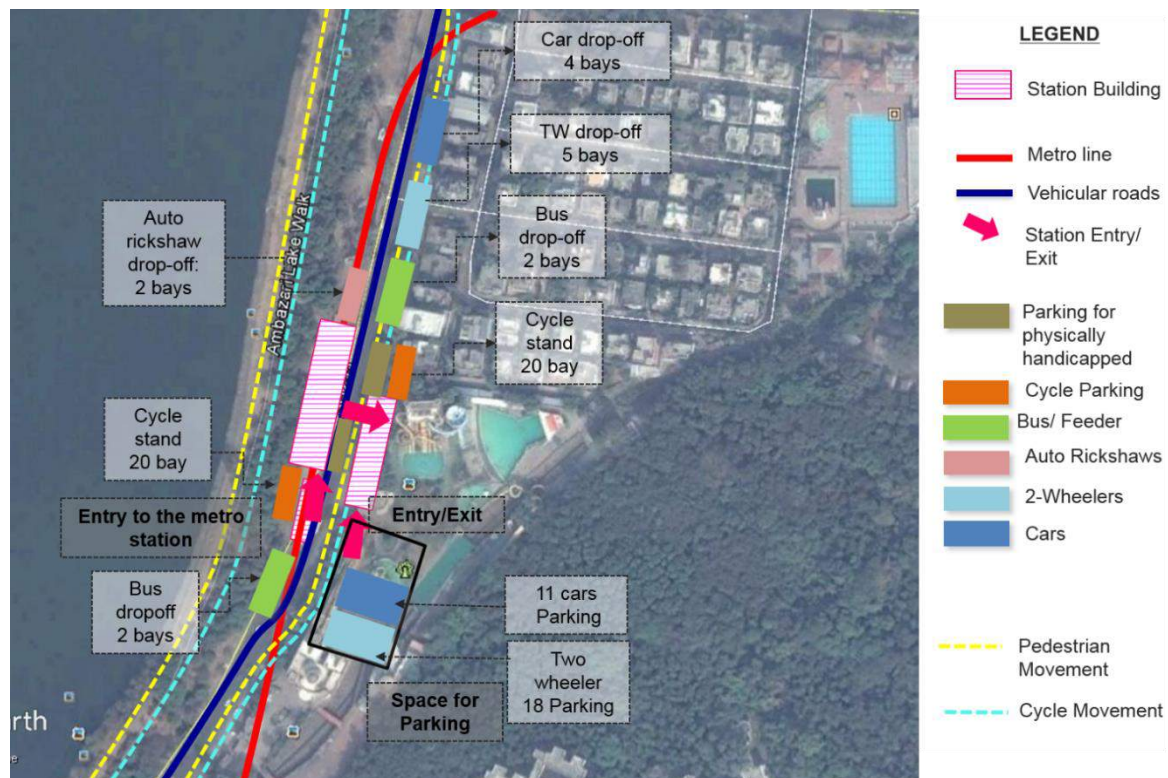 Car drop-off
4 bays
TW drop-off
5 bays
Bus
drop-off
2 bays
Auto
rickshaw
drop-off:
2 bays
Ambazari Lake Walk
Cycle
stand
20 bay
Cycle
stand
20 bay
Entry to the metro
station
Entry/Exit
Bus
dropoff
2 bays
11 cars
Parking
Two
wheeler
18 Parking
Space for
Parking
rth
LEGEND
Station Building
Metro line
Vehicular roads
Station Entry/
Exit
Parking for
physically
handicapped
Cycle Parking
Bus/ Feeder
Auto Rickshaws
2-Wheelers
Cars
Pedestrian
Movement
Cycle Movement